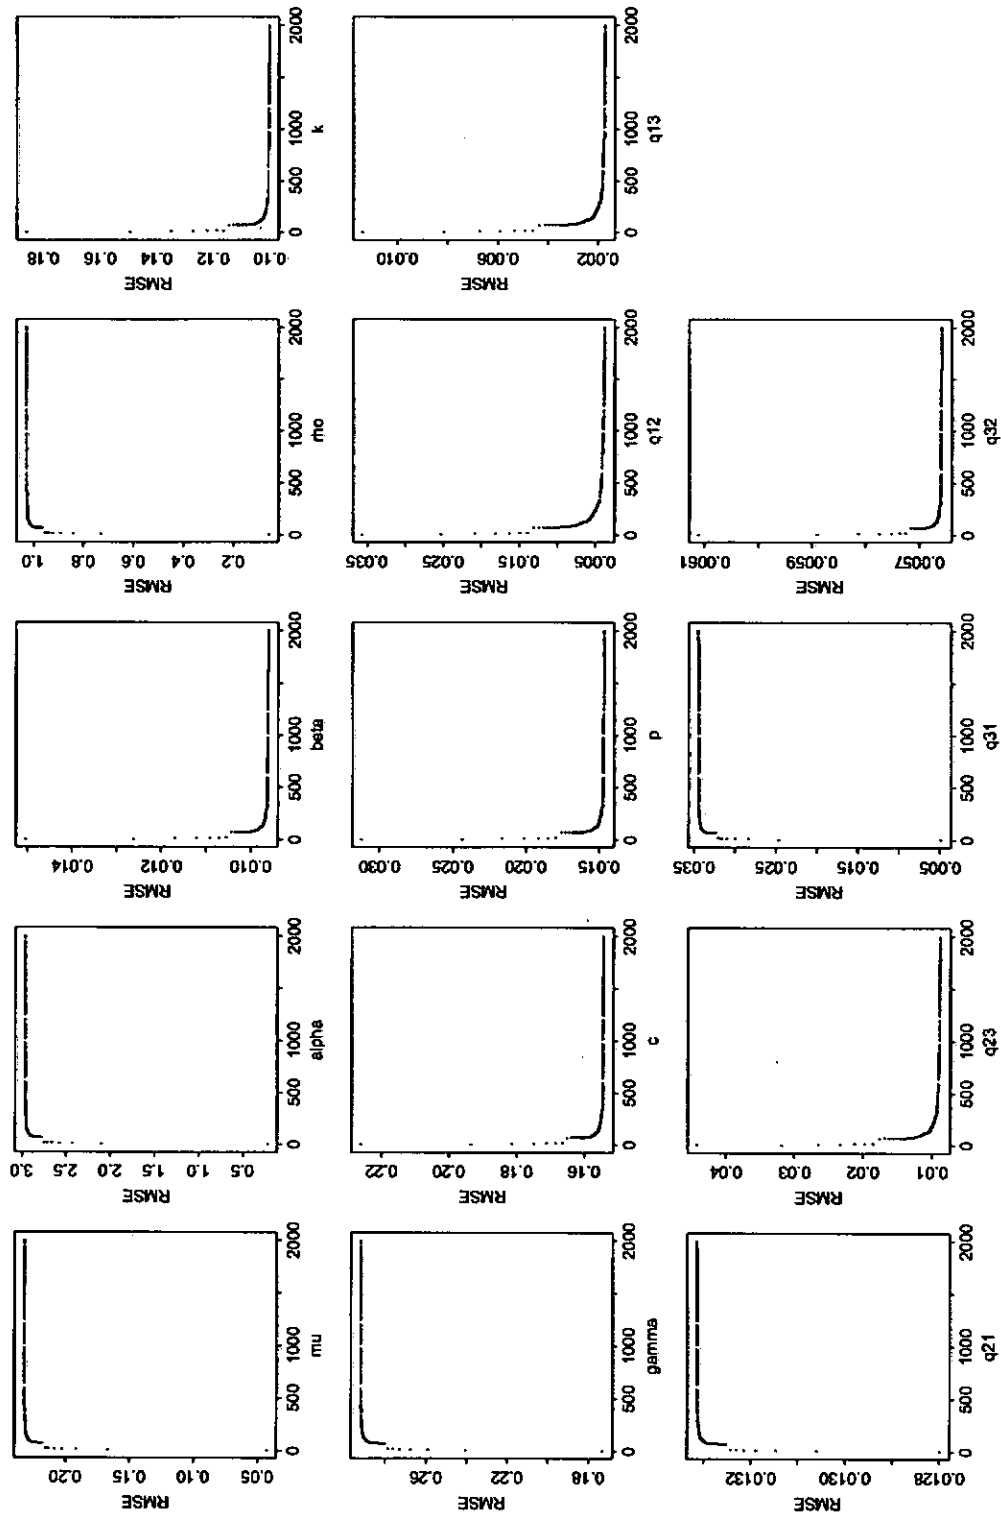 RMSE
0.05 0.10 0.15 0.20
0 500 1000 2000
mu
RMSE
0.5 1.0 1.5 2.0 2.5 3.0
0 500 1000 2000
alpha
RMSE
0.010 0.012 0.014
0 500 1000 2000
beta
RMSE
0.2 0.4 0.6 0.8 1.0
0 500 1000 2000
rho
RMSE
0.10 0.12 0.14 0.16 0.18
0 500 1000 2000
k
RMSE
0.18 0.22 0.26
0 500 1000 2000
gamma
RMSE
0.16 0.18 0.20 0.22
0 500 1000 2000
c
RMSE
0.015 0.020 0.025 0.030
0 500 1000 2000
p
RMSE
0.005 0.015 0.025 0.035
0 500 1000 2000
q12
RMSE
0.002 0.006 0.010
0 500 1000 2000
q13
RMSE
0.0128 0.0130 0.0132
0 500 1000 2000
q21
RMSE
0.01 0.02 0.03 0.04
0 500 1000 2000
q23
RMSE
0.005 0.015 0.025 0.035
0 500 1000 2000
q31
RMSE
0.0057 0.0059 0.0061
0 500 1000 2000
q32